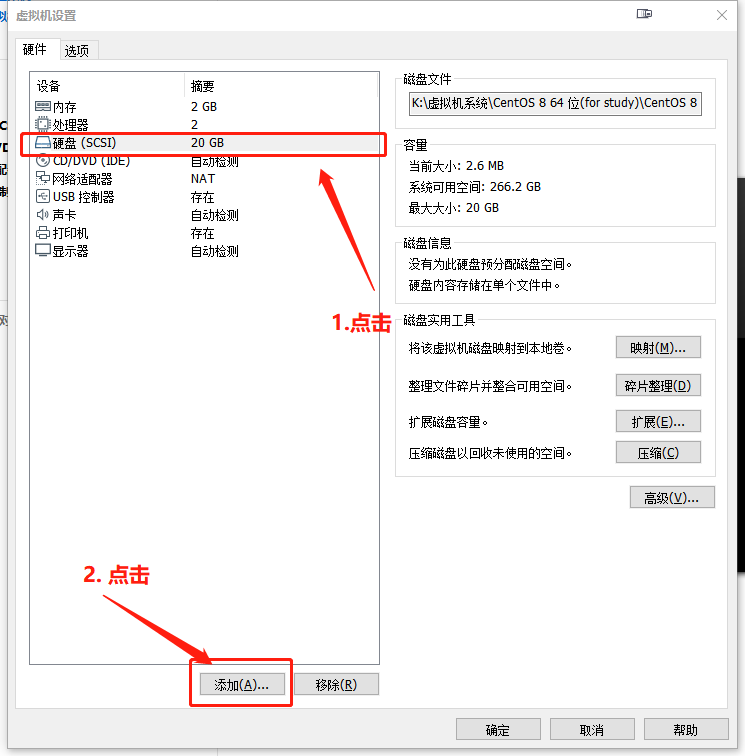 虚拟机设置
硬件 选项
设备 摘要
内存 2 GB
处理器 2
硬盘 (SCSI) 20 GB
CD/DVD (IDE) 自动检测
网络适配器 NAT
USB 控制器 存在
声卡 自动检测
打印机 存在
显示器 自动检测
1.点击
2. 点击
添加(A)... 移除(R)
磁盘文件
K:\虚拟机系统\CentOS 8 64 位(for study)\CentOS 8
容量
当前大小: 2.6 MB
系统可用空间: 266.2 GB
最大大小: 20 GB
磁盘信息
没有为此硬盘预分配磁盘空间。
硬盘内容存储在单个文件中。
磁盘实用工具
将该虚拟机磁盘映射到本地卷。 映射(M)...
整理文件碎片并整合可用空间。 碎片整理(D)
扩展磁盘容量。 扩展(E)...
压缩磁盘以回收未使用的空间。 压缩(C)
高级(V)...
确定 取消 帮助